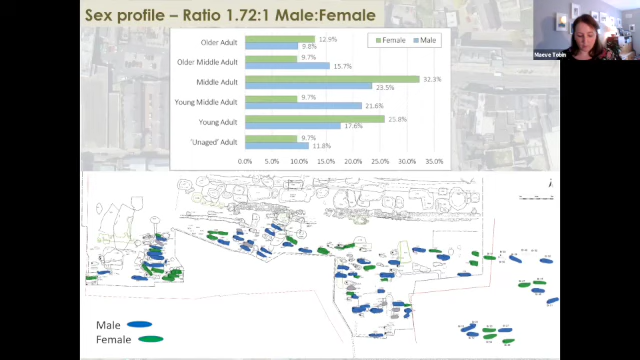 Sex profile – Ratio 1.72:1 Male:Female
Female Male
Older Adult 12.9% 9.8%
Older Middle Adult 9.7% 15.7%
Middle Adult 32.3% 23.5%
Young Middle Adult 9.7% 21.6%
Young Adult 25.8% 17.6%
'Unaged' Adult 9.7% 11.8%
0.0% 5.0% 10.0% 15.0% 20.0% 25.0% 30.0% 35.0%
Male
Female
Maeve Tobin